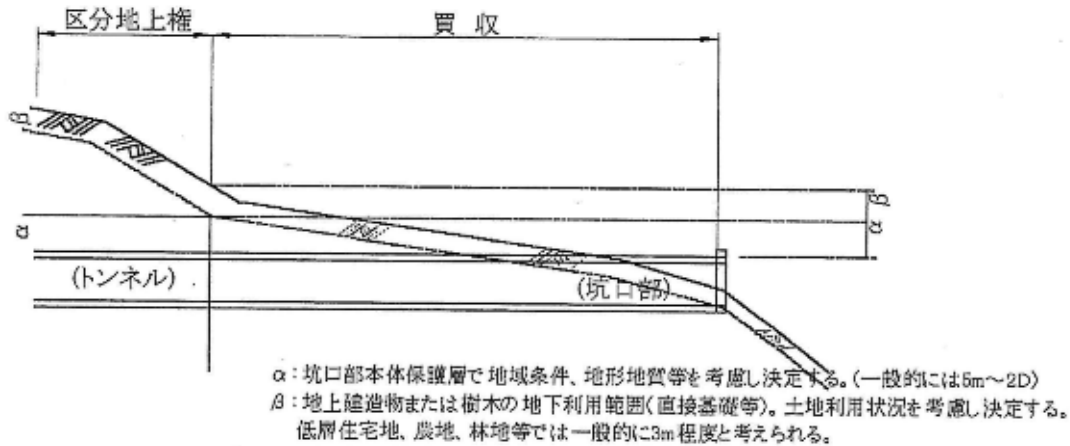 区分地上権
買収
β
β
α
α
(トンネル)
(坑口部)
α：坑口部本体保護層で地域条件、地形地質等を考慮し決定する。(一般的には5m～2D)
β：地上建造物または樹木の地下利用範囲(直接基礎等)。土地利用状況を考慮し決定する。
低層住宅地、農地、林地等では一般的に3m程度と考えられる。